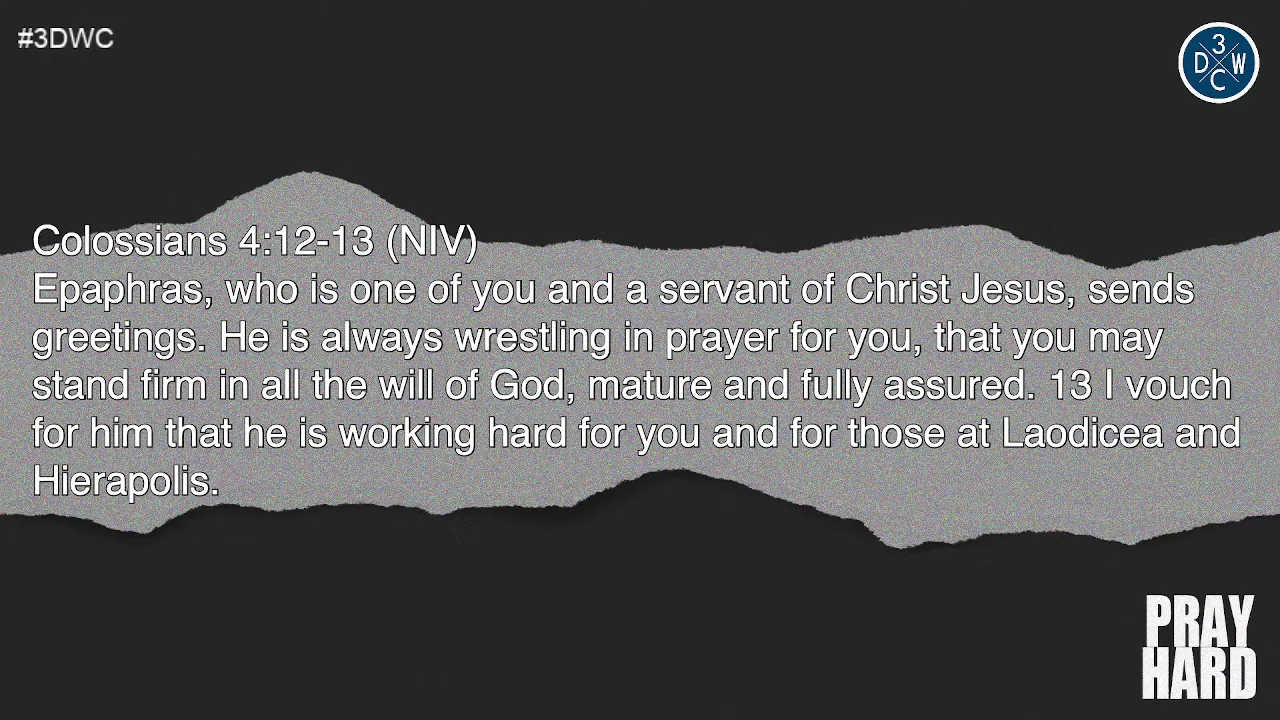 #3DWC
3
D W
C
Colossians 4:12-13 (NIV)
Epaphras, who is one of you and a servant of Christ Jesus, sends
greetings. He is always wrestling in prayer for you, that you may
stand firm in all the will of God, mature and fully assured. 13 I vouch
for him that he is working hard for you and for those at Laodicea and
Hierapolis.
PRAY
HARD